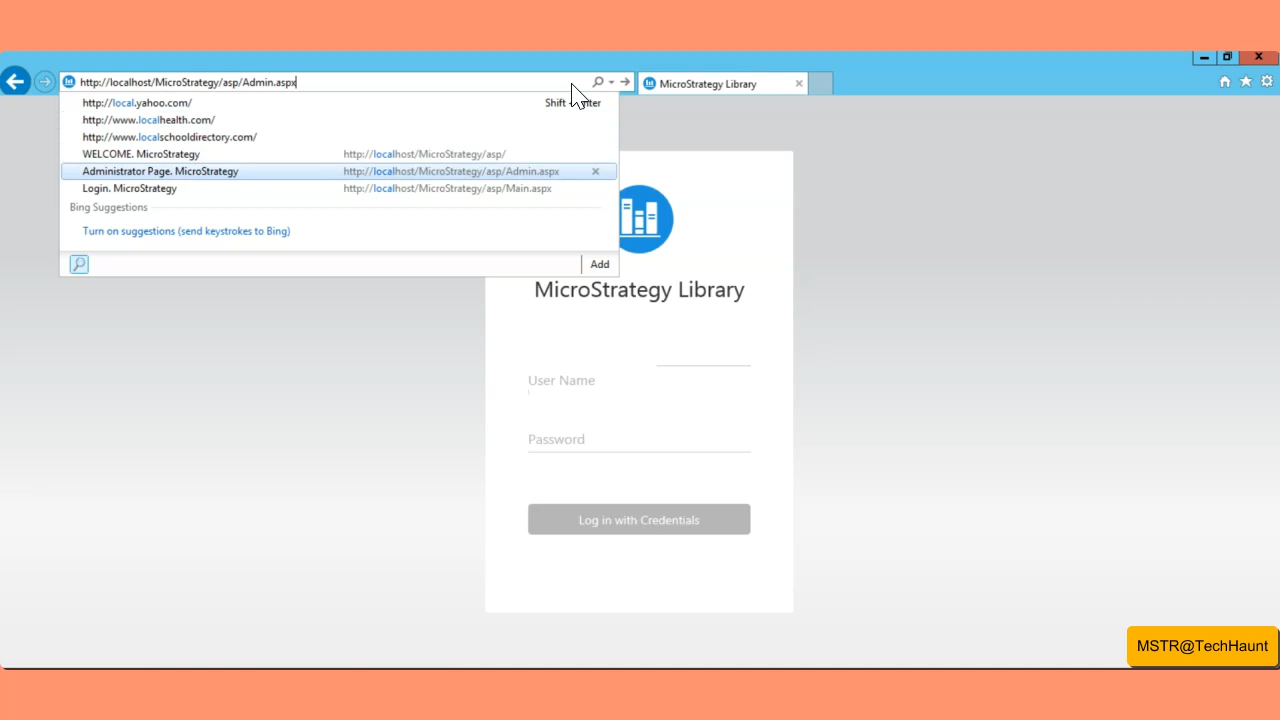 http://localhost/MicroStrategy/asp/Admin.aspx
MicroStrategy Library
http://local.yahoo.com/
http://www.localhealth.com/
http://www.localschooldirectory.com/
WELCOME. MicroStrategy http://localhost/MicroStrategy/asp/
Administrator Page. MicroStrategy http://localhost/MicroStrategy/asp/Admin.aspx
Login. MicroStrategy http://localhost/MicroStrategy/asp/Main.aspx
Bing Suggestions
Turn on suggestions (send keystrokes to Bing)
Add
MicroStrategy Library
User Name
Password
Log in with Credentials
MSTR@TechHaunt